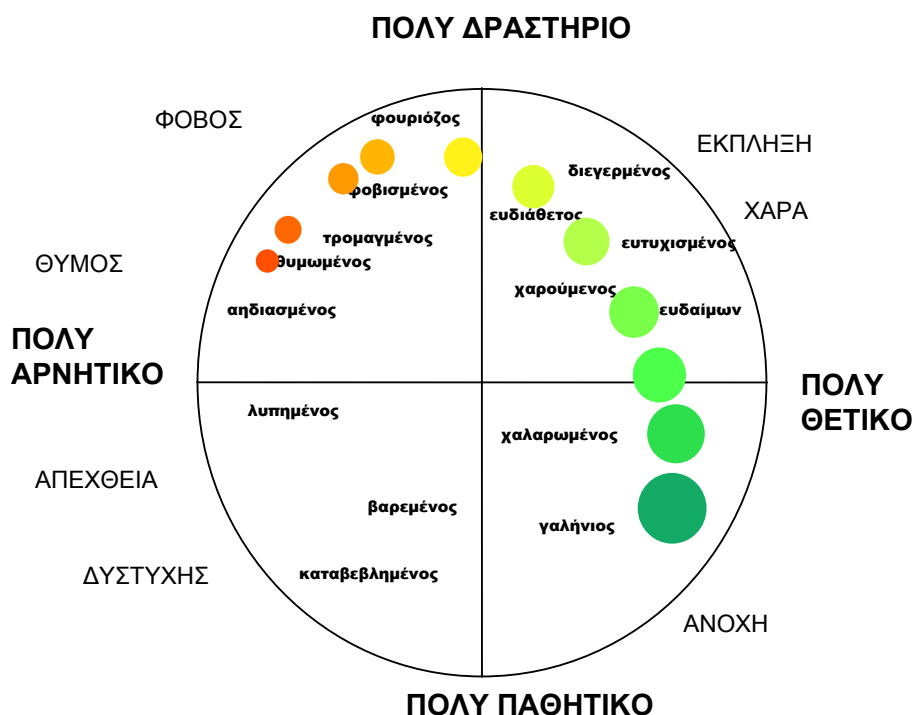 ΠΟΛΥ ΔΡΑΣΤΗΡΙΟ
ΦΟΒΟΣ
φουριόζος
ΕΚΠΛΗΞΗ
διεγερμένος
φοβισμένος
ΧΑΡΑ
ευδιάθετος
τρομαγμένος
ευτυχισμένος
ΘΥΜΟΣ
θυμωμένος
χαρούμενος
αηδιασμένος
ευδαίμων
ΠΟΛΥ
ΑΡΝΗΤΙΚΟ
ΠΟΛΥ
ΘΕΤΙΚΟ
λυπημένος
χαλαρωμένος
ΑΠΕΧΘΕΙΑ
βαρεμένος
γαλήνιος
ΔΥΣΤΥΧΗΣ
καταβεβλημένος
ΑΝΟΧΗ
ΠΟΛΥ ΠΑΘΗΤΙΚΟ